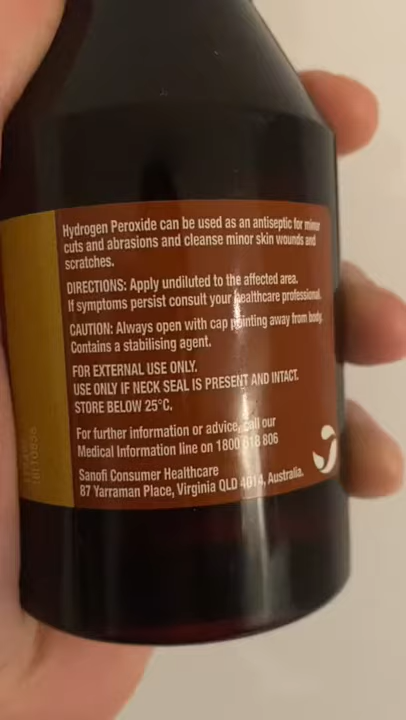 Hydrogen Peroxide can be used as an antiseptic for minor
cuts and abrasions and cleanse minor skin wounds and
scratches.
DIRECTIONS: Apply undiluted to the affected area.
If symptoms persist consult your healthcare professional.
CAUTION: Always open with cap pointing away from body.
Contains a stabilising agent.
FOR EXTERNAL USE ONLY.
USE ONLY IF NECK SEAL IS PRESENT AND INTACT.
STORE BELOW 25°C.
For further information or advice, call our
Medical Information line on 1800 818 806
Sanofi Consumer Healthcare
87 Yarraman Place, Virginia QLD 4014, Australia.